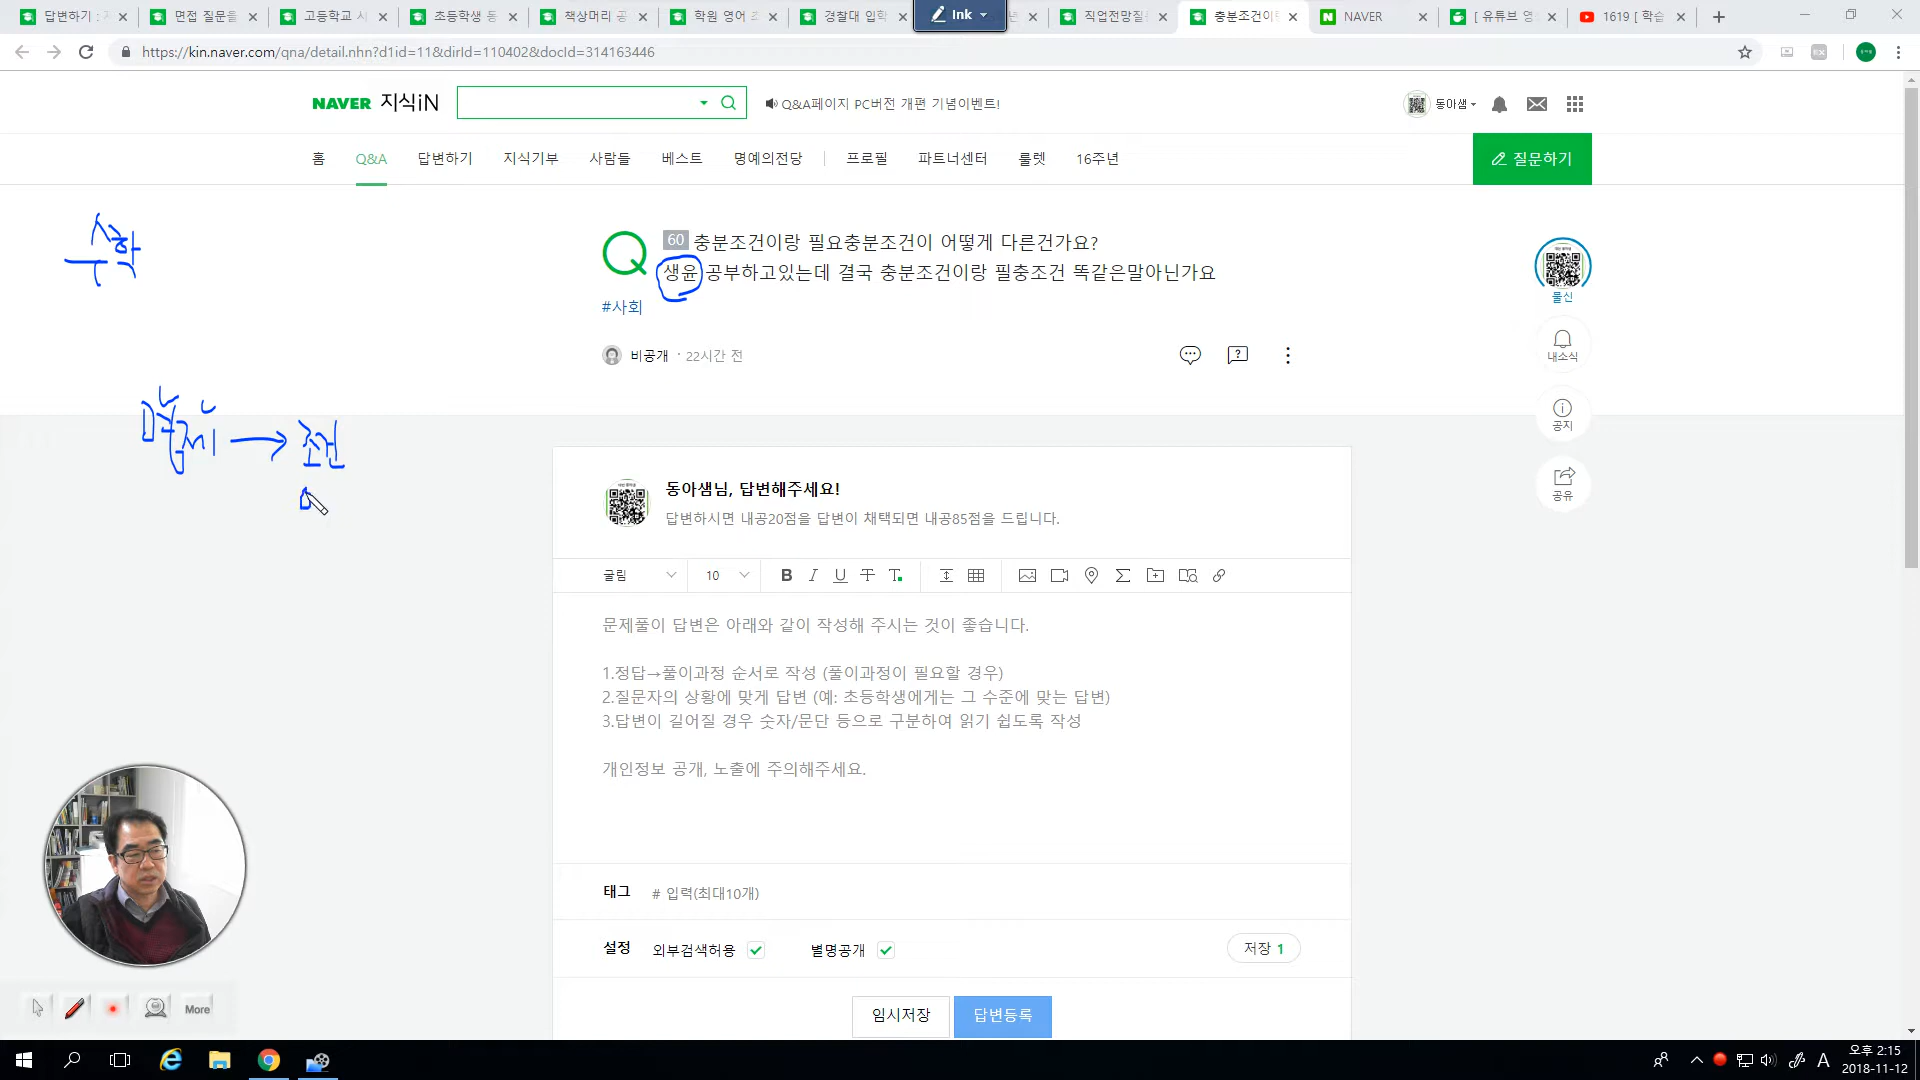 답변하기 : 지
면접 질문을
고등학교 시
초등학생 동
책상머리 공
학원 영어
경찰대 입학
Ink
직업전망질
충분조건이랑
NAVER
[ 유튜브 영
1619 [ 학습
https://kin.naver.com/qna/detail.nhn?d1id=11&dirId=110402&docId=314163446
NAVER 지식iN
Q&A페이지 PC버전 개편 기념이벤트!
동아샘
홈 Q&A 답변하기 지식기부 사람들 베스트 명예의전당 프로필 파트너센터 룰렛 16주년
질문하기
수학
Q 60 충분조건이랑 필요충분조건이 어떻게 다른건가요?
생윤 공부하고있는데 결국 충분조건이랑 필충조건 똑같은말아닌가요
#사회
비공개 · 22시간 전
물신
내소식
공지
공유
명제 → 조건
동아샘님, 답변해주세요!
답변하시면 내공20점을 답변이 채택되면 내공85점을 드립니다.
굴림 10 B I U T T
문제풀이 답변은 아래와 같이 작성해 주시는 것이 좋습니다.
1.정답→풀이과정 순서로 작성 (풀이과정이 필요할 경우)
2.질문자의 상황에 맞게 답변 (예: 초등학생에게는 그 수준에 맞는 답변)
3.답변이 길어질 경우 숫자/문단 등으로 구분하여 읽기 쉽도록 작성
개인정보 공개, 노출에 주의해주세요.
태그 # 입력(최대10개)
설정 외부검색허용 별명공개 저장 1
임시저장 답변등록
More
A
오후 2:15
2018-11-12